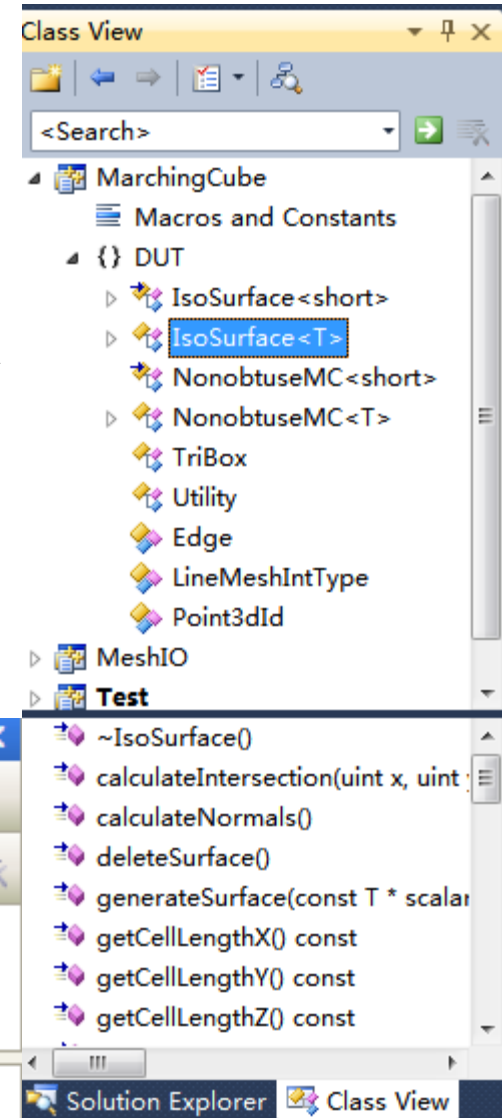 Class View
<Search>
MarchingCube
Macros and Constants
{} DUT
IsoSurface<short>
IsoSurface<T>
NonobtuseMC<short>
NonobtuseMC<T>
TriBox
Utility
Edge
LineMeshIntType
Point3dId
MeshIO
Test
~IsoSurface()
calculateIntersection(uint x, uint
calculateNormals()
deleteSurface()
generateSurface(const T * scalar
getCellLengthX() const
getCellLengthY() const
getCellLengthZ() const
Solution Explorer Class View